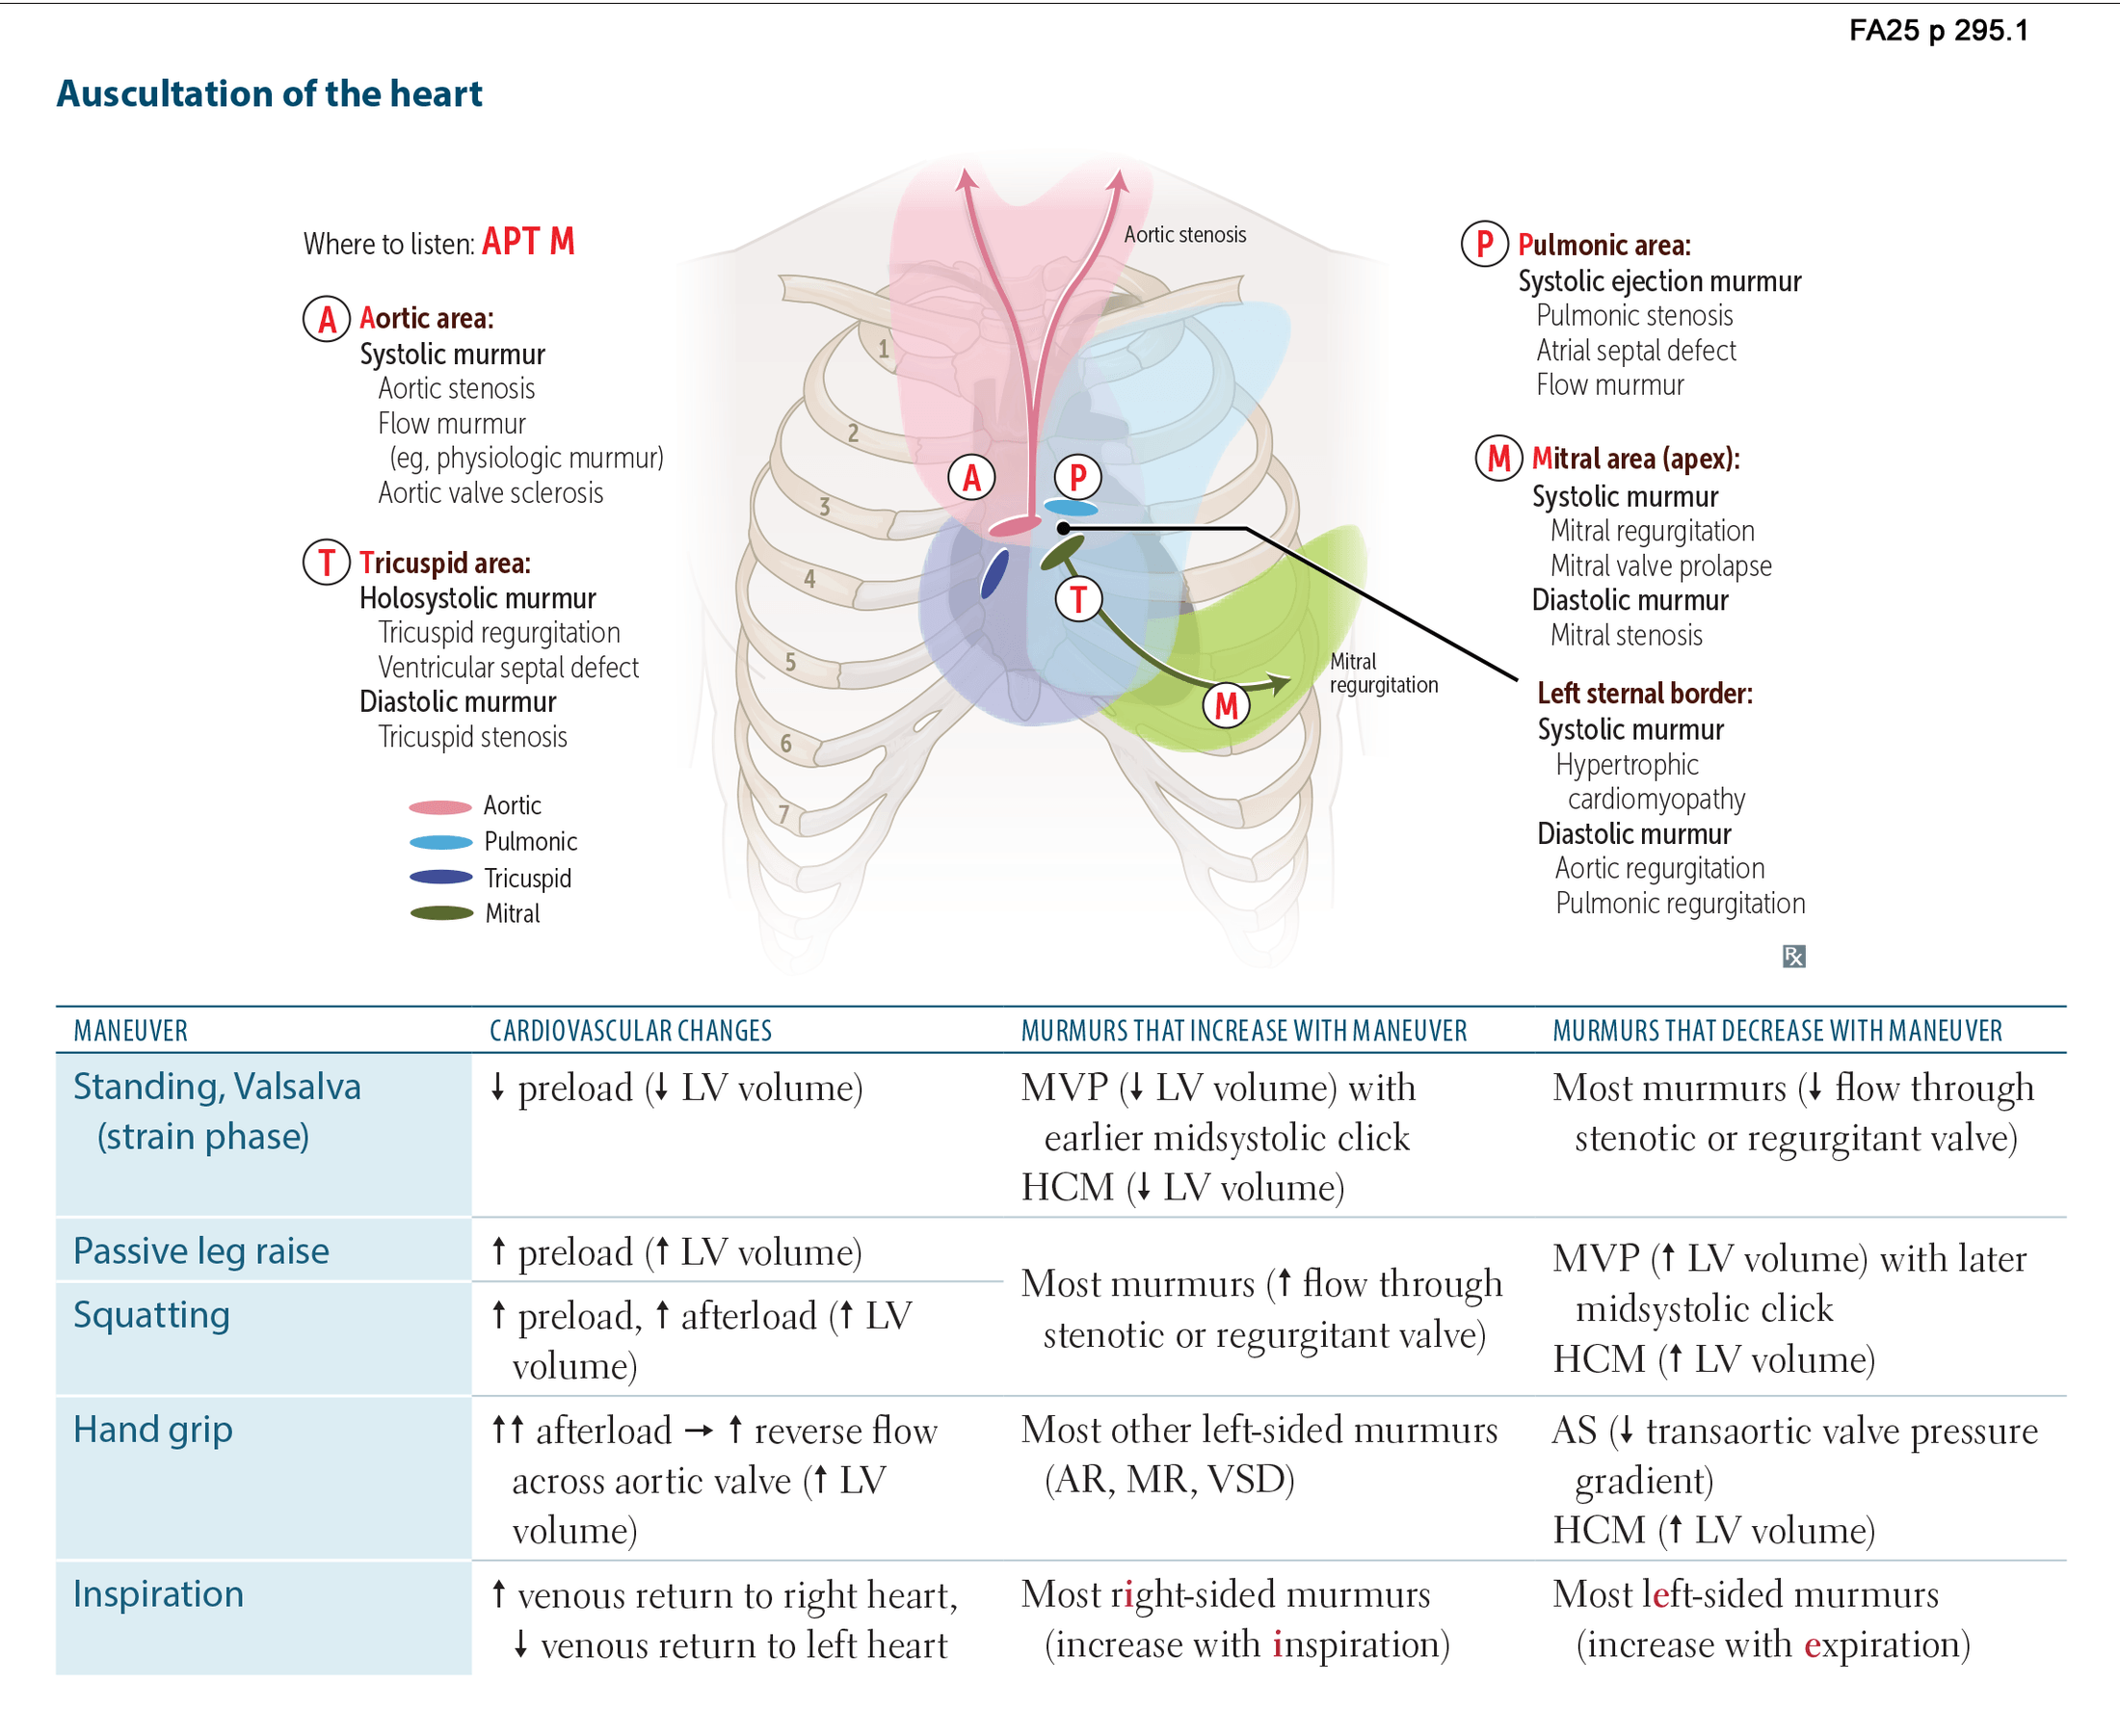 FA25 p 295.1
Auscultation of the heart
Where to listen: APT M
A Aortic area:
Systolic murmur
Aortic stenosis
Flow murmur
(eg, physiologic murmur)
Aortic valve sclerosis
T Tricuspid area:
Holosystolic murmur
Tricuspid regurgitation
Ventricular septal defect
Diastolic murmur
Tricuspid stenosis
Aortic
Pulmonic
Tricuspid
Mitral
Aortic stenosis
1
2
3
4
5
6
7
A
P
T
M
Mitral
regurgitation
P Pulmonic area:
Systolic ejection murmur
Pulmonic stenosis
Atrial septal defect
Flow murmur
M Mitral area (apex):
Systolic murmur
Mitral regurgitation
Mitral valve prolapse
Diastolic murmur
Mitral stenosis
Left sternal border:
Systolic murmur
Hypertrophic
cardiomyopathy
Diastolic murmur
Aortic regurgitation
Pulmonic regurgitation
Rx
MANEUVER
CARDIOVASCULAR CHANGES
MURMURS THAT INCREASE WITH MANEUVER
MURMURS THAT DECREASE WITH MANEUVER
Standing, Valsalva
(strain phase)
↓ preload (↓ LV volume)
MVP (↓ LV volume) with
earlier midsystolic click
HCM (↓ LV volume)
Most murmurs (↓ flow through
stenotic or regurgitant valve)
Passive leg raise
↑ preload (↑ LV volume)
Squatting
↑ preload, ↑ afterload (↑ LV
volume)
Most murmurs (↑ flow through
stenotic or regurgitant valve)
MVP (↑ LV volume) with later
midsystolic click
HCM (↑ LV volume)
Hand grip
↑↑ afterload → ↑ reverse flow
across aortic valve (↑ LV
volume)
Most other left-sided murmurs
(AR, MR, VSD)
AS (↓ transaortic valve pressure
gradient)
HCM (↑ LV volume)
Inspiration
↑ venous return to right heart,
↓ venous return to left heart
Most right-sided murmurs
(increase with inspiration)
Most left-sided murmurs
(increase with expiration)